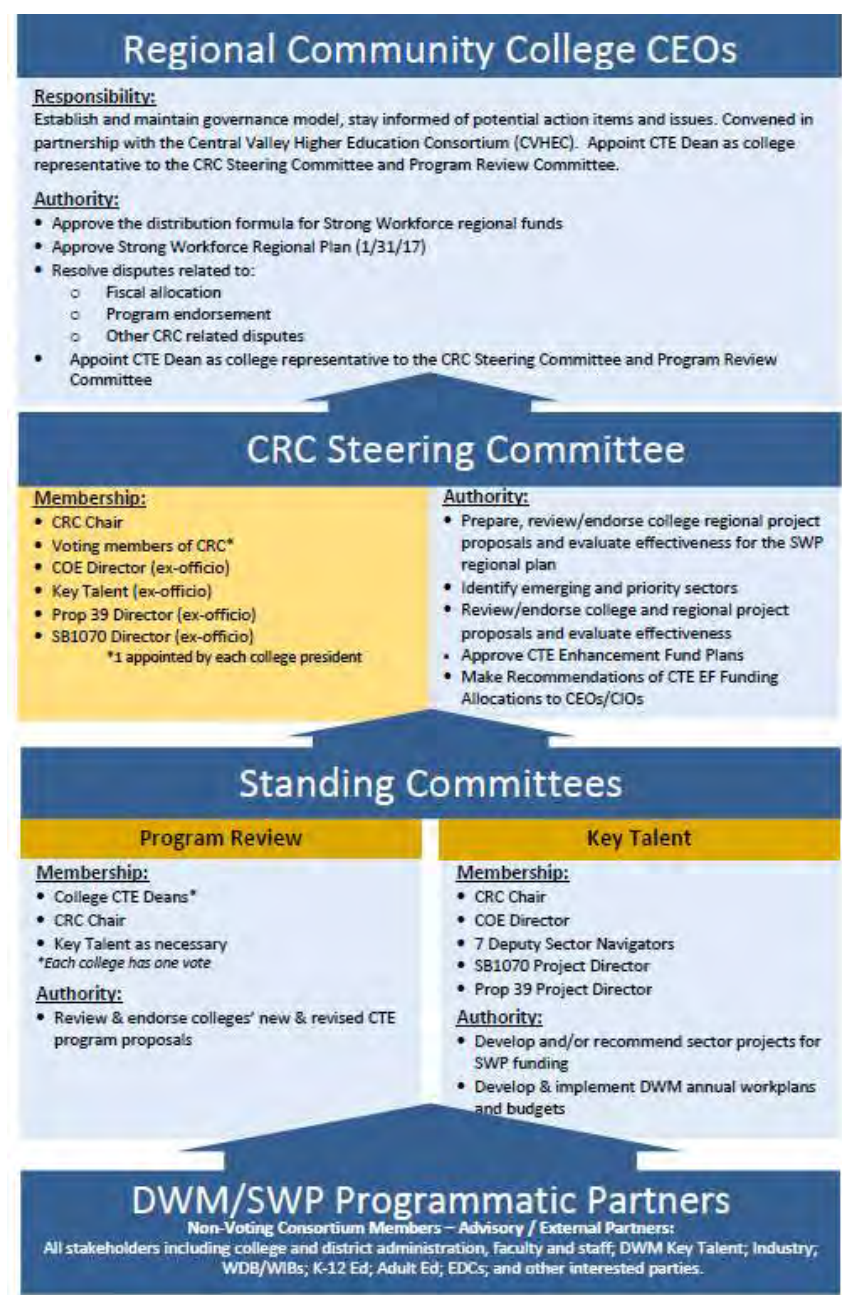 Regional Community College CEOs
Responsibility:
Establish and maintain governance model, stay informed of potential action items and issues. Convened in
partnership with the Central Valley Higher Education Consortium (CVHEC).  Appoint CTE Dean as college
representative to the CRC Steering Committee and Program Review Committee.
Authority:
• Approve the distribution formula for Strong Workforce regional funds
• Approve Strong Workforce Regional Plan (1/31/17)
• Resolve disputes related to:
o Fiscal allocation
o Program endorsement
o Other CRC related disputes
• Appoint CTE Dean as college representative to the CRC Steering Committee and Program Review
Committee
CRC Steering Committee
Membership:
• CRC Chair
• Voting members of CRC*
• COE Director (ex-officio)
• Key Talent (ex-officio)
• Prop 39 Director (ex-officio)
• SB1070 Director (ex-officio)
*1 appointed by each college president
Authority:
• Prepare, review/endorse college regional project
proposals and evaluate effectiveness for the SWP
regional plan
• Identify emerging and priority sectors
• Review/endorse college and regional project
proposals and evaluate effectiveness
• Approve CTE Enhancement Fund Plans
• Make Recommendations of CTE EF Funding
Allocations to CEOs/CIOs
Standing Committees
Program Review
Membership:
• College CTE Deans*
• CRC Chair
• Key Talent as necessary
*Each college has one vote
Authority:
• Review & endorse colleges' new & revised CTE
program proposals
Key Talent
Membership:
• CRC Chair
• COE Director
• 7 Deputy Sector Navigators
• SB1070 Project Director
• Prop 39 Project Director
Authority:
• Develop and/or recommend sector projects for
SWP funding
• Develop & implement DWM annual workplans
and budgets
DWM/SWP Programmatic Partners
Non-Voting Consortium Members – Advisory / External Partners:
All stakeholders including college and district administration, faculty and staff; DWM Key Talent; Industry;
WDB/WIBs; K-12 Ed; Adult Ed; EDCs; and other interested parties.